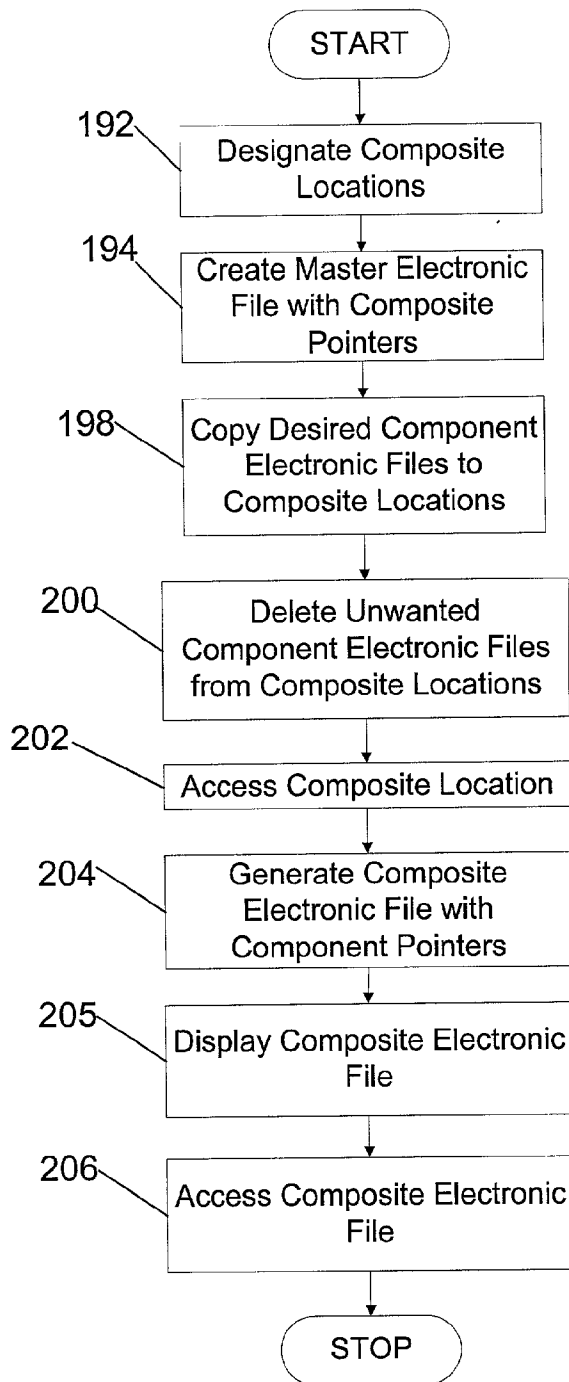 START
192
Designate Composite
Locations
194
Create Master Electronic
File with Composite
Pointers
198
Copy Desired Component
Electronic Files to
Composite Locations
200
Delete Unwanted
Component Electronic Files
from Composite Locations
202
Access Composite Location
204
Generate Composite
Electronic File with
Component Pointers
205
Display Composite Electronic
File
206
Access Composite Electronic
File
STOP